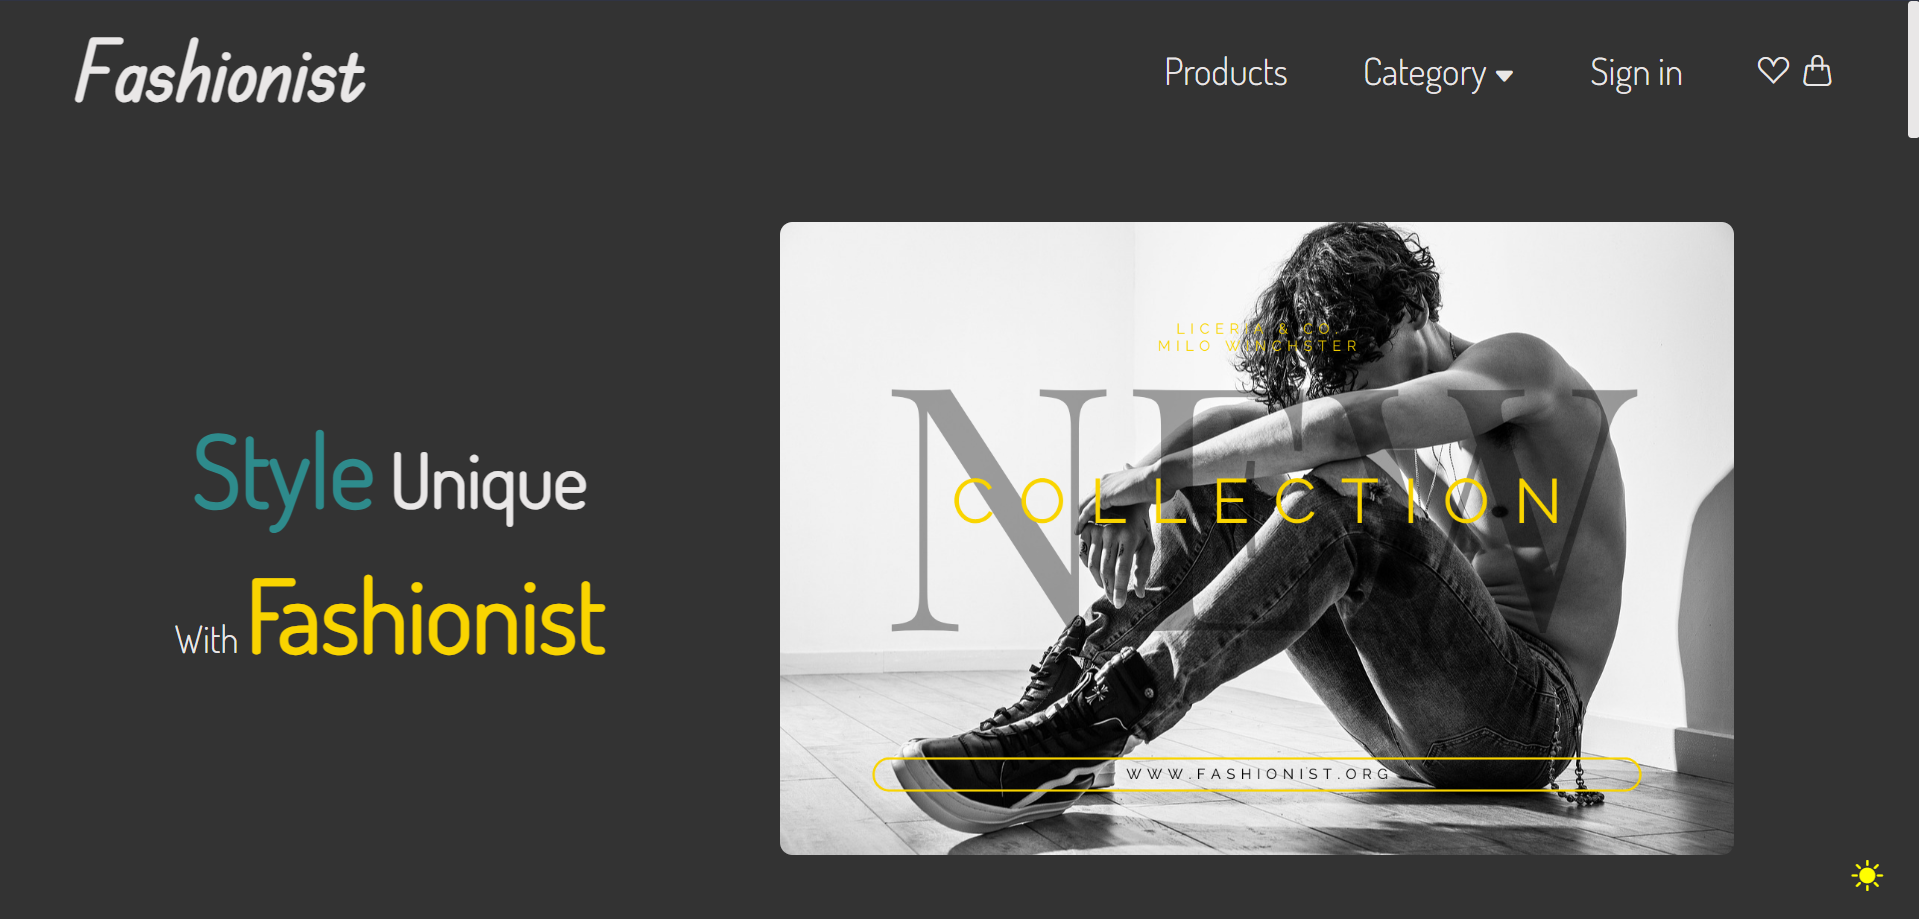 Fashionist
Products
Category
Sign in
Style Unique
With Fashionist
LICERIA & CO.
MILO WINCHSTER
NEW
COLLECTION
WWW.FASHIONIST.ORG